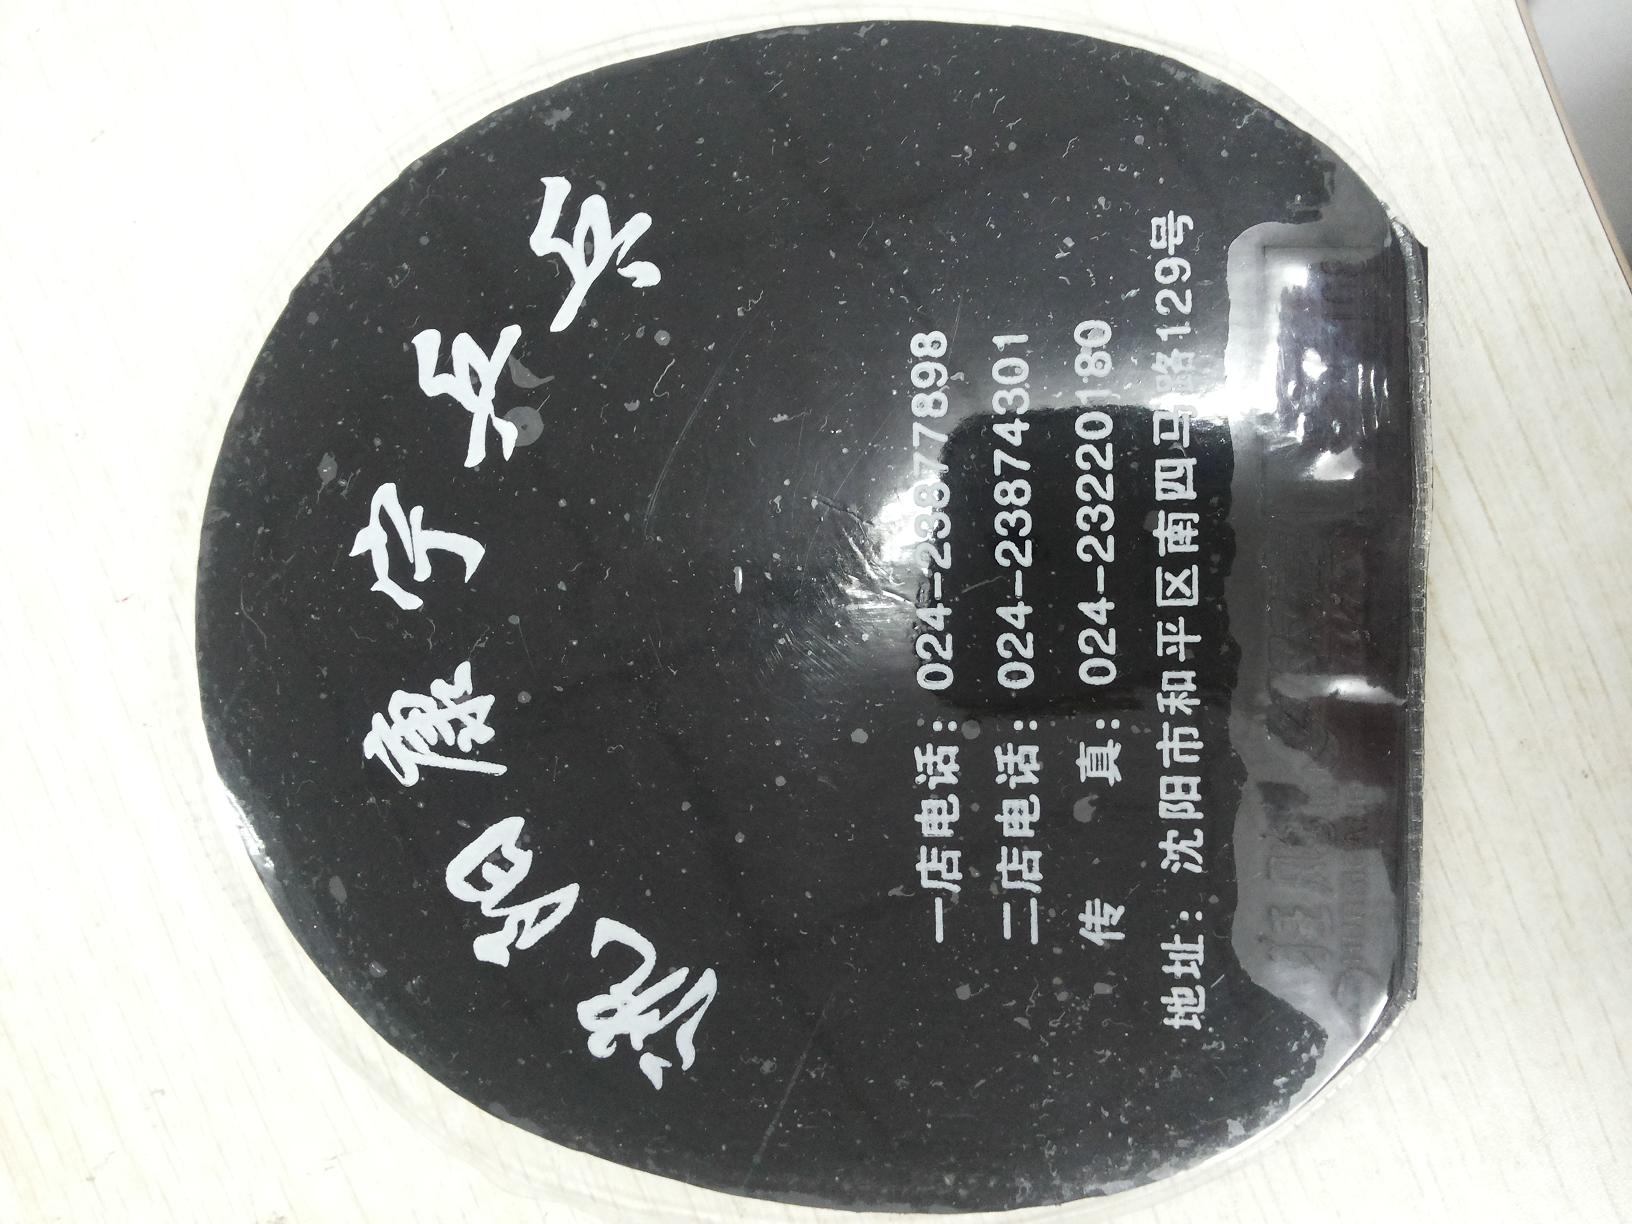 沈阳康宁乒乓
一店电话：024-23877898
二店电话：024-23874301
传 真：024-23220180
地址：沈阳市和平区南四马路129号